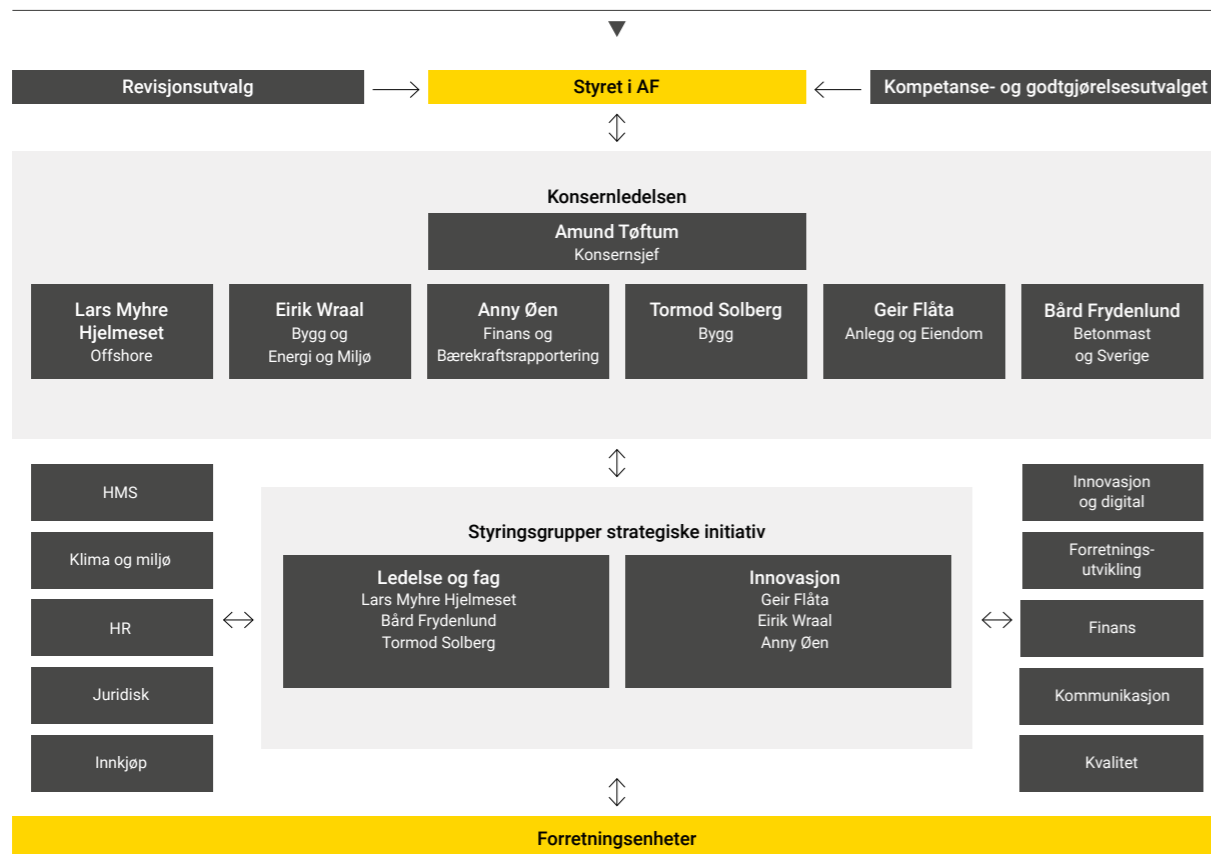 Revisjonsutvalg
Styret i AF
Kompetanse- og godtgjørelsesutvalget
Konsernledelsen
Amund Tøftum
Konsernsjef
Lars Myhre
Hjelmeset
Offshore
Eirik Wraal
Bygg og
Energi og Miljø
Anny Øen
Finans og
Bærekraftsrapportering
Tormod Solberg
Bygg
Geir Flåta
Anlegg og Eiendom
Bård Frydenlund
Betonmast
og Sverige
HMS
Klima og miljø
HR
Juridisk
Innkjøp
Styringsgrupper strategiske initiativ
Ledelse og fag
Lars Myhre Hjelmeset
Bård Frydenlund
Tormod Solberg
Innovasjon
Geir Flåta
Eirik Wraal
Anny Øen
Innovasjon
og digital
Forretnings-
utvikling
Finans
Kommunikasjon
Kvalitet
Forretningsenheter